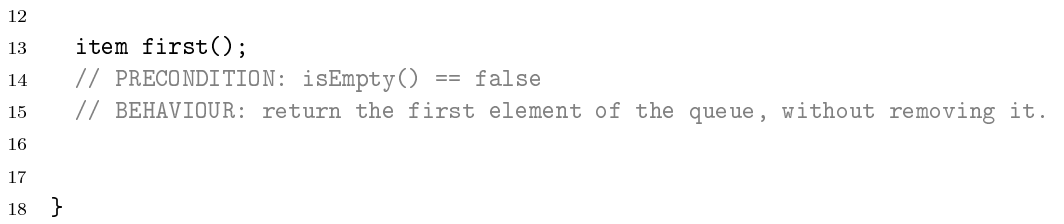 12
13 item first();
14 // PRECONDITION: isEmpty() == false
15 // BEHAVIOUR: return the first element of the queue, without removing it.
16
17
18 }